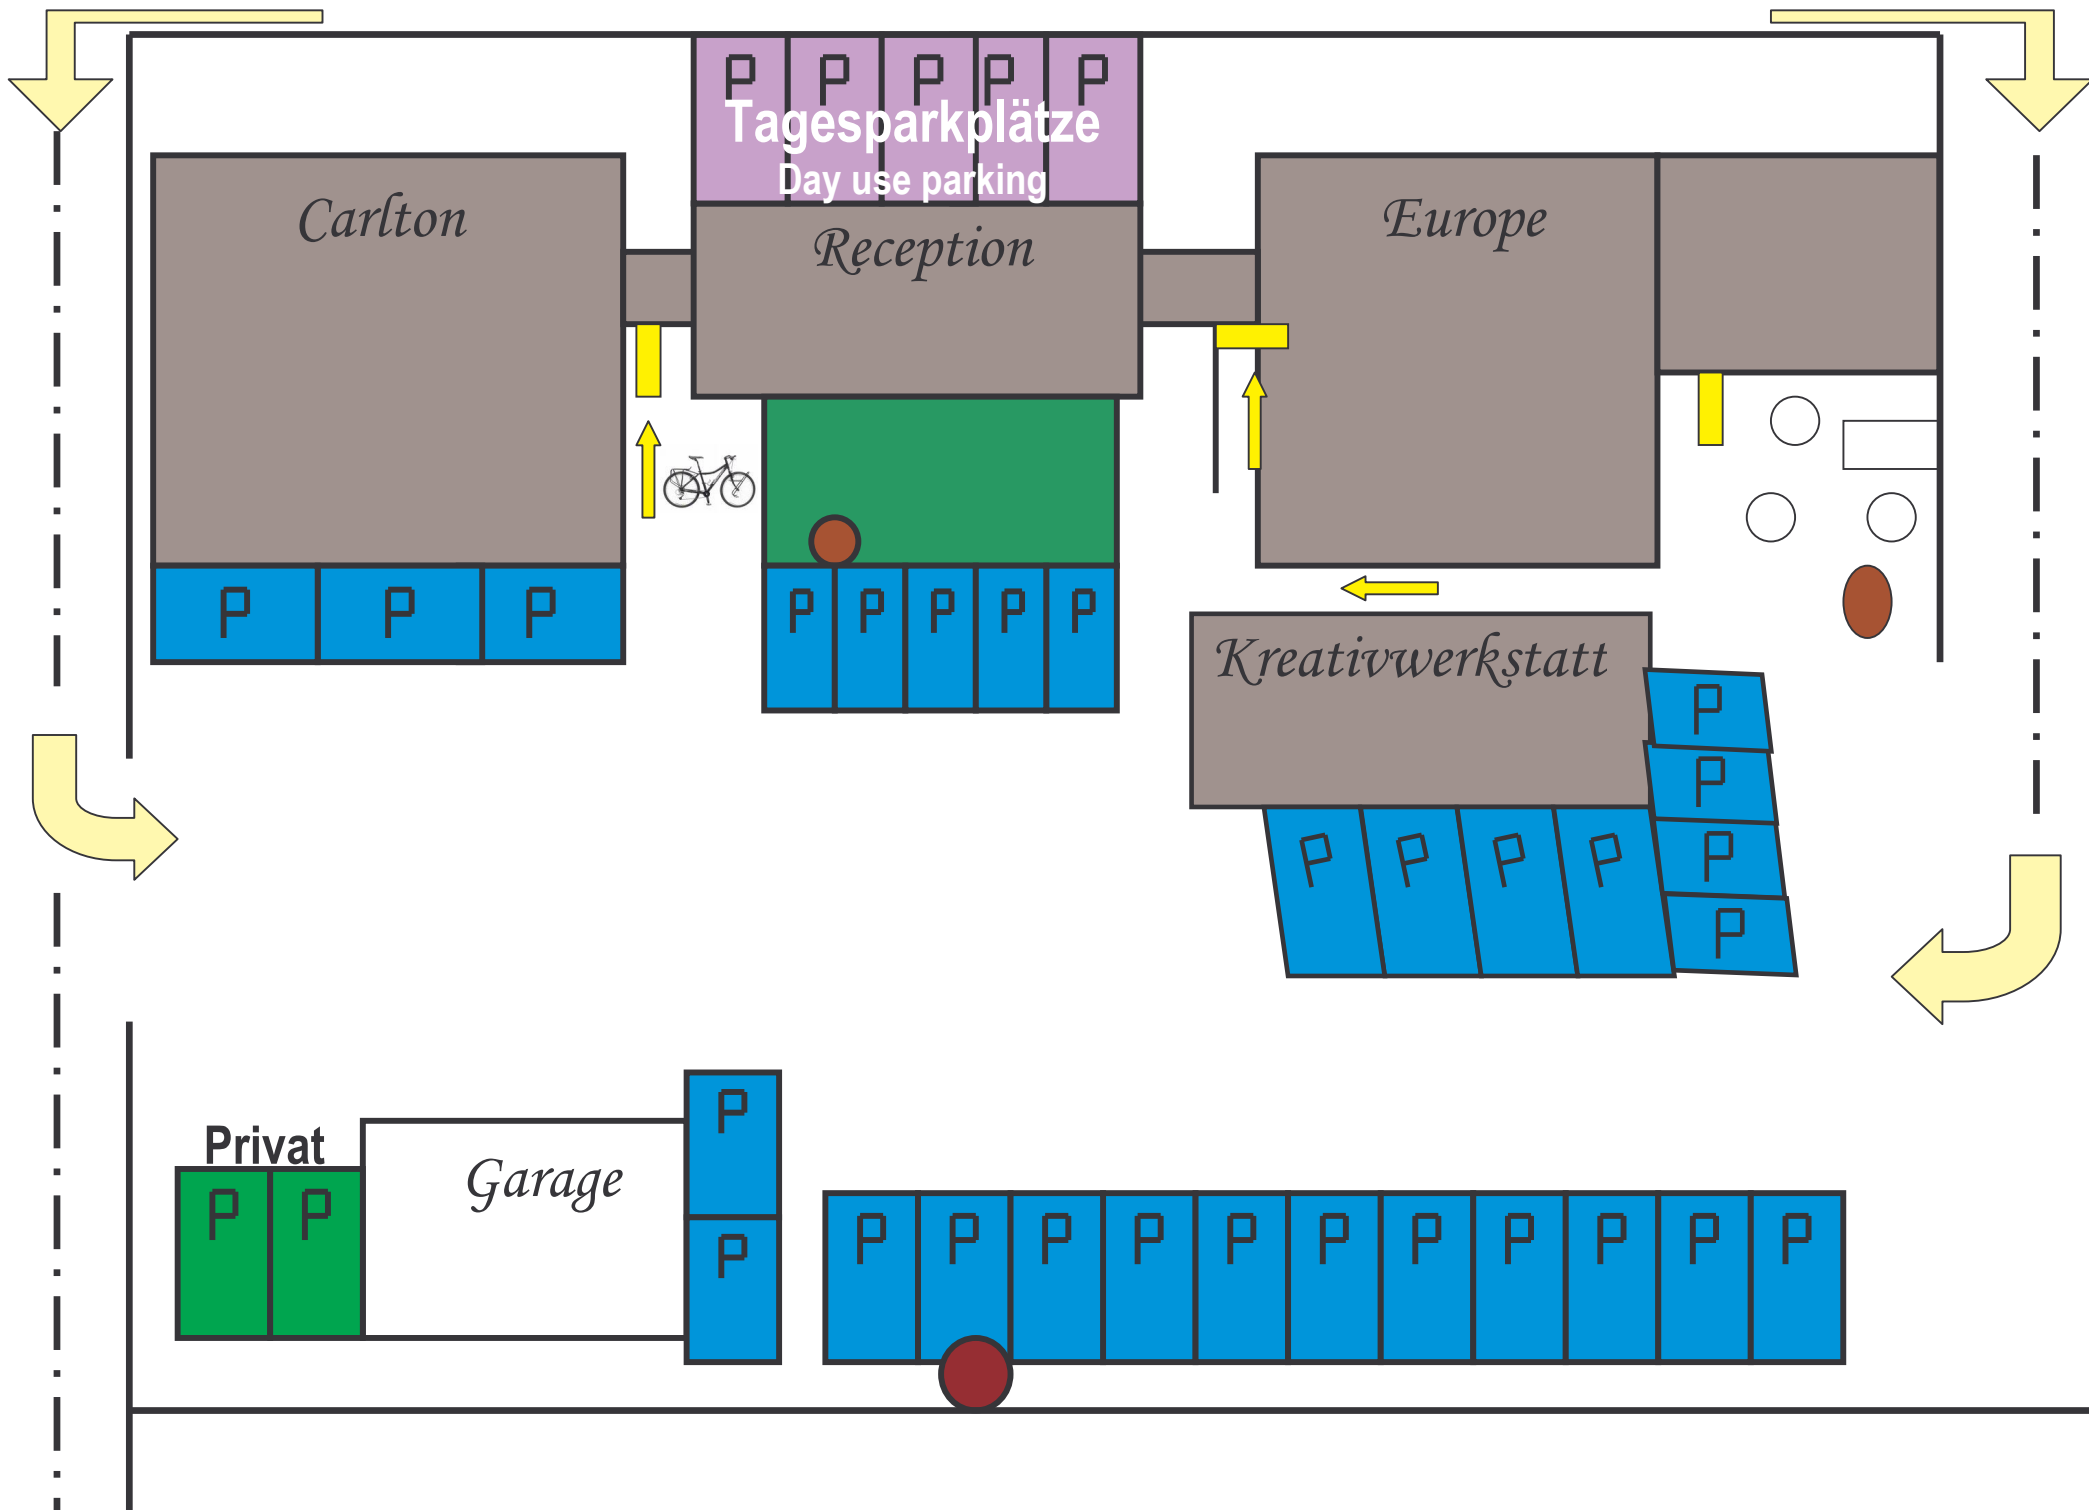 P P P P P
Tagesparkplätze
Day use parking
Carlton
Reception
Europe
P P P
P P P P P
Kreativwerkstatt
P
P
P
P
P P P P
Privat
P P
Garage
P
P
P P P P P P P P P P P